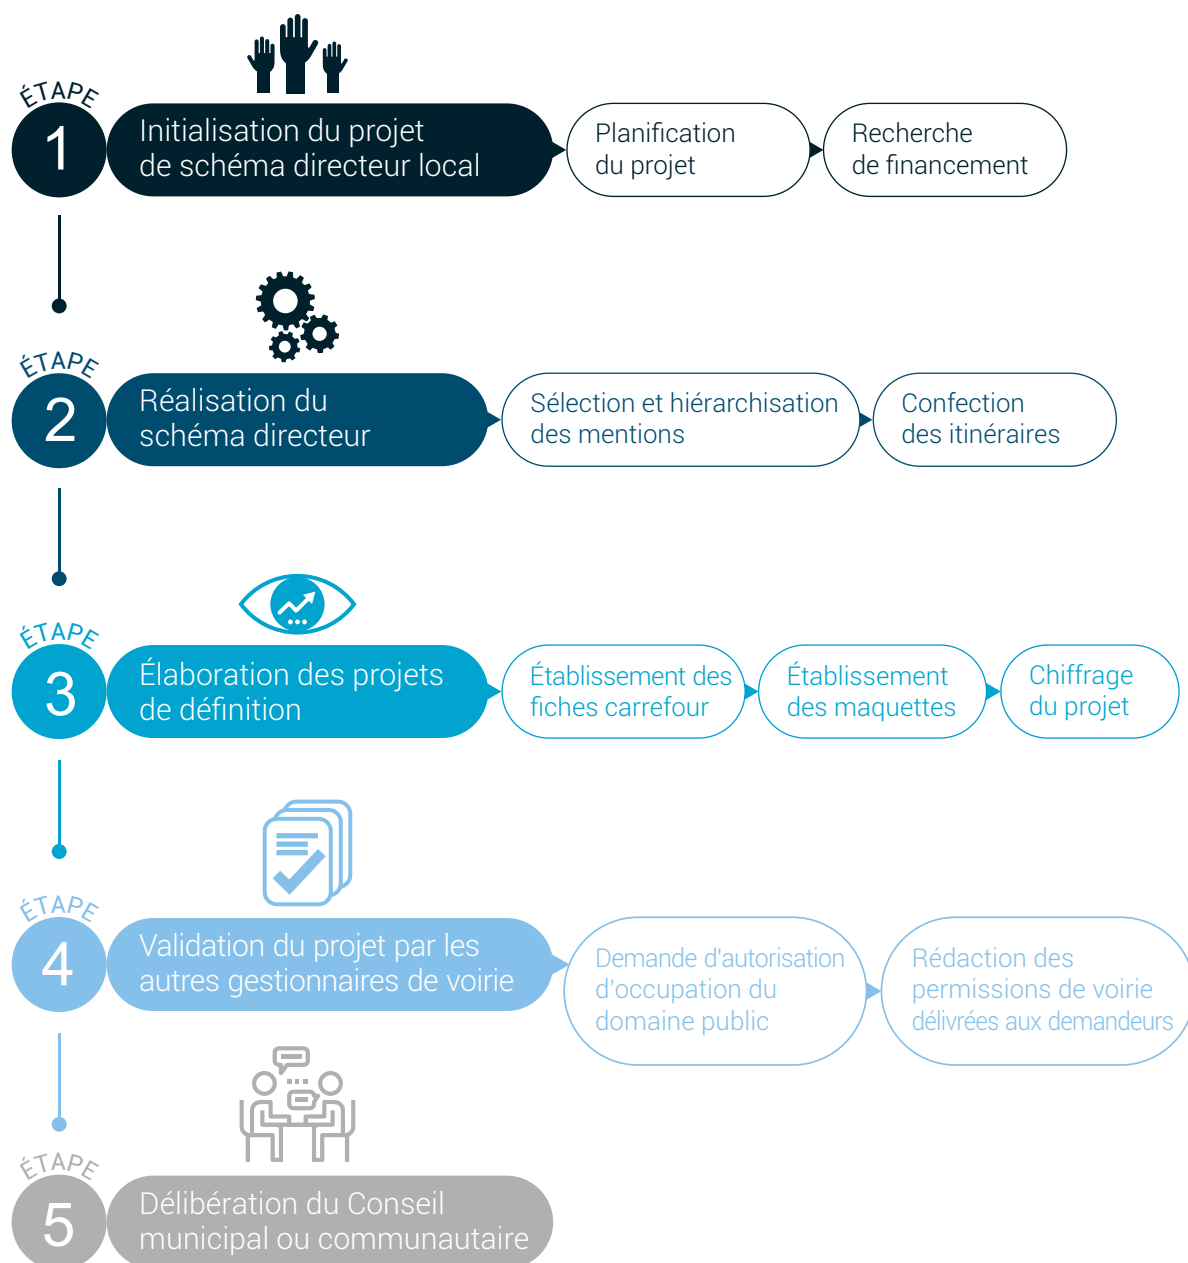 ÉTAPE
1
Initialisation du projet
de schéma directeur local
Planification
du projet
Recherche
de financement
ÉTAPE
2
Réalisation du
schéma directeur
Sélection et hiérarchisation
des mentions
Confection
des itinéraires
ÉTAPE
3
Élaboration des projets
de définition
Établissement des
fiches carrefour
Établissement
des maquettes
Chiffrage
du projet
ÉTAPE
4
Validation du projet par les
autres gestionnaires de voirie
Demande d'autorisation
d'occupation du
domaine public
Rédaction des
permissions de voirie
délivrées aux demandeurs
ÉTAPE
5
Délibération du Conseil
municipal ou communautaire